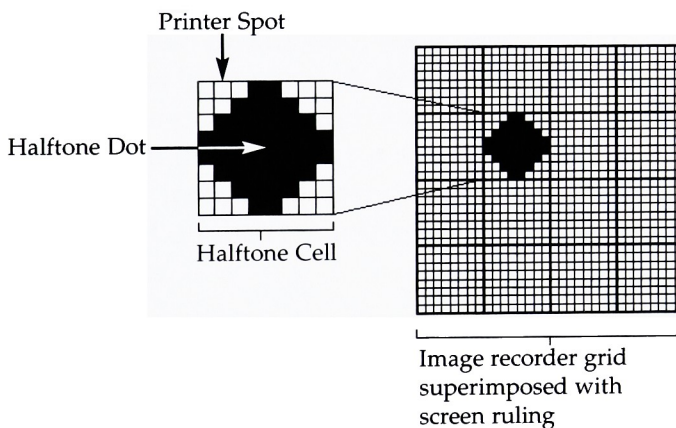 Printer Spot
Halftone Dot
Halftone Cell
Image recorder grid
superimposed with
screen ruling